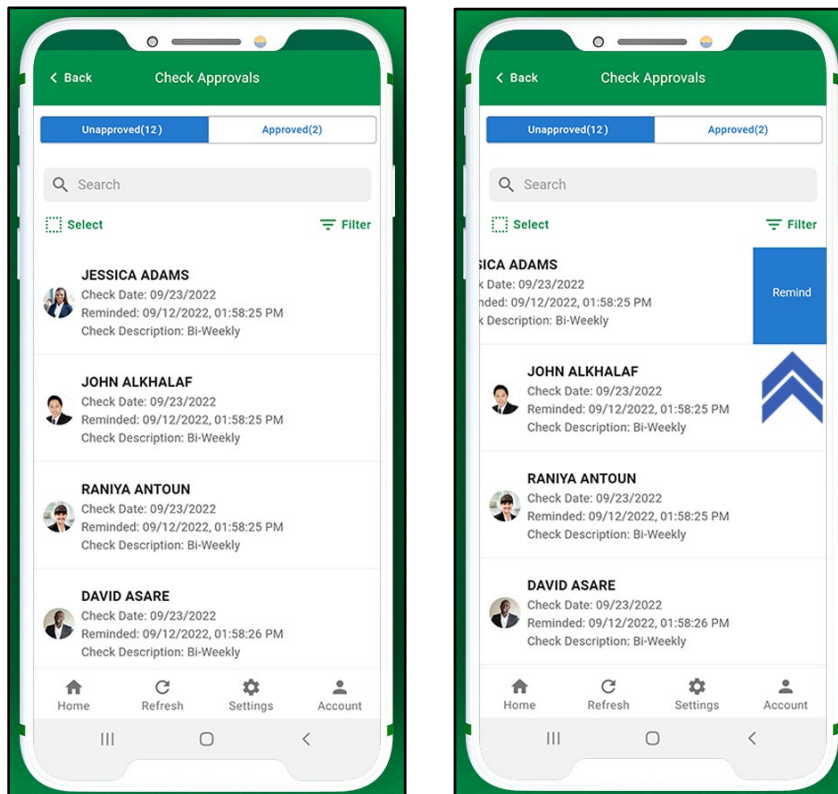 Back Check Approvals
Unapproved(12) Approved(2)
Search
Select Filter
JESSICA ADAMS
Check Date: 09/23/2022
Reminded: 09/12/2022, 01:58:25 PM
Check Description: Bi-Weekly
JOHN ALKHALAF
Check Date: 09/23/2022
Reminded: 09/12/2022, 01:58:25 PM
Check Description: Bi-Weekly
RANIYA ANTOUN
Check Date: 09/23/2022
Reminded: 09/12/2022, 01:58:25 PM
Check Description: Bi-Weekly
DAVID ASARE
Check Date: 09/23/2022
Reminded: 09/12/2022, 01:58:26 PM
Check Description: Bi-Weekly
Home Refresh Settings Account
Back Check Approvals
Unapproved(12) Approved(2)
Search
Select Filter
SICA ADAMS
k Date: 09/23/2022
nded: 09/12/2022, 01:58:25 PM
k Description: Bi-Weekly
Remind
JOHN ALKHALAF
Check Date: 09/23/2022
Reminded: 09/12/2022, 01:58:25 PM
Check Description: Bi-Weekly
RANIYA ANTOUN
Check Date: 09/23/2022
Reminded: 09/12/2022, 01:58:25 PM
Check Description: Bi-Weekly
DAVID ASARE
Check Date: 09/23/2022
Reminded: 09/12/2022, 01:58:26 PM
Check Description: Bi-Weekly
Home Refresh Settings Account